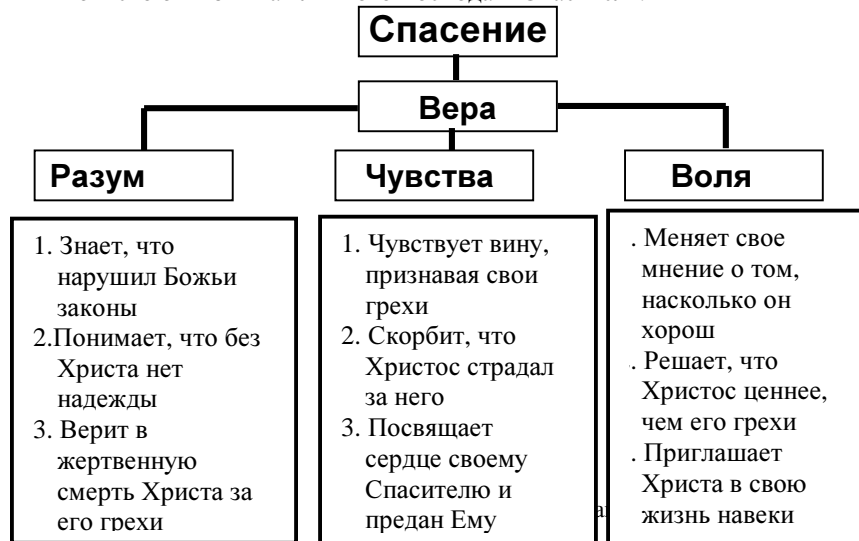 Спасение
Вера
Разум
Чувства
Воля
1. Знает, что
нарушил Божьи
законы
2.Понимает, что без
Христа нет
надежды
3. Верит в
жертвенную
смерть Христа за
его грехи
1. Чувствует вину,
признавая свои
грехи
2. Скорбит, что
Христос страдал
за него
3. Посвящает
сердце своему
Спасителю и
предан Ему
. Меняет свое
мнение о том,
насколько он
хорош
. Решает, что
Христос ценнее,
чем его грехи
. Приглашает
Христа в свою
жизнь навеки